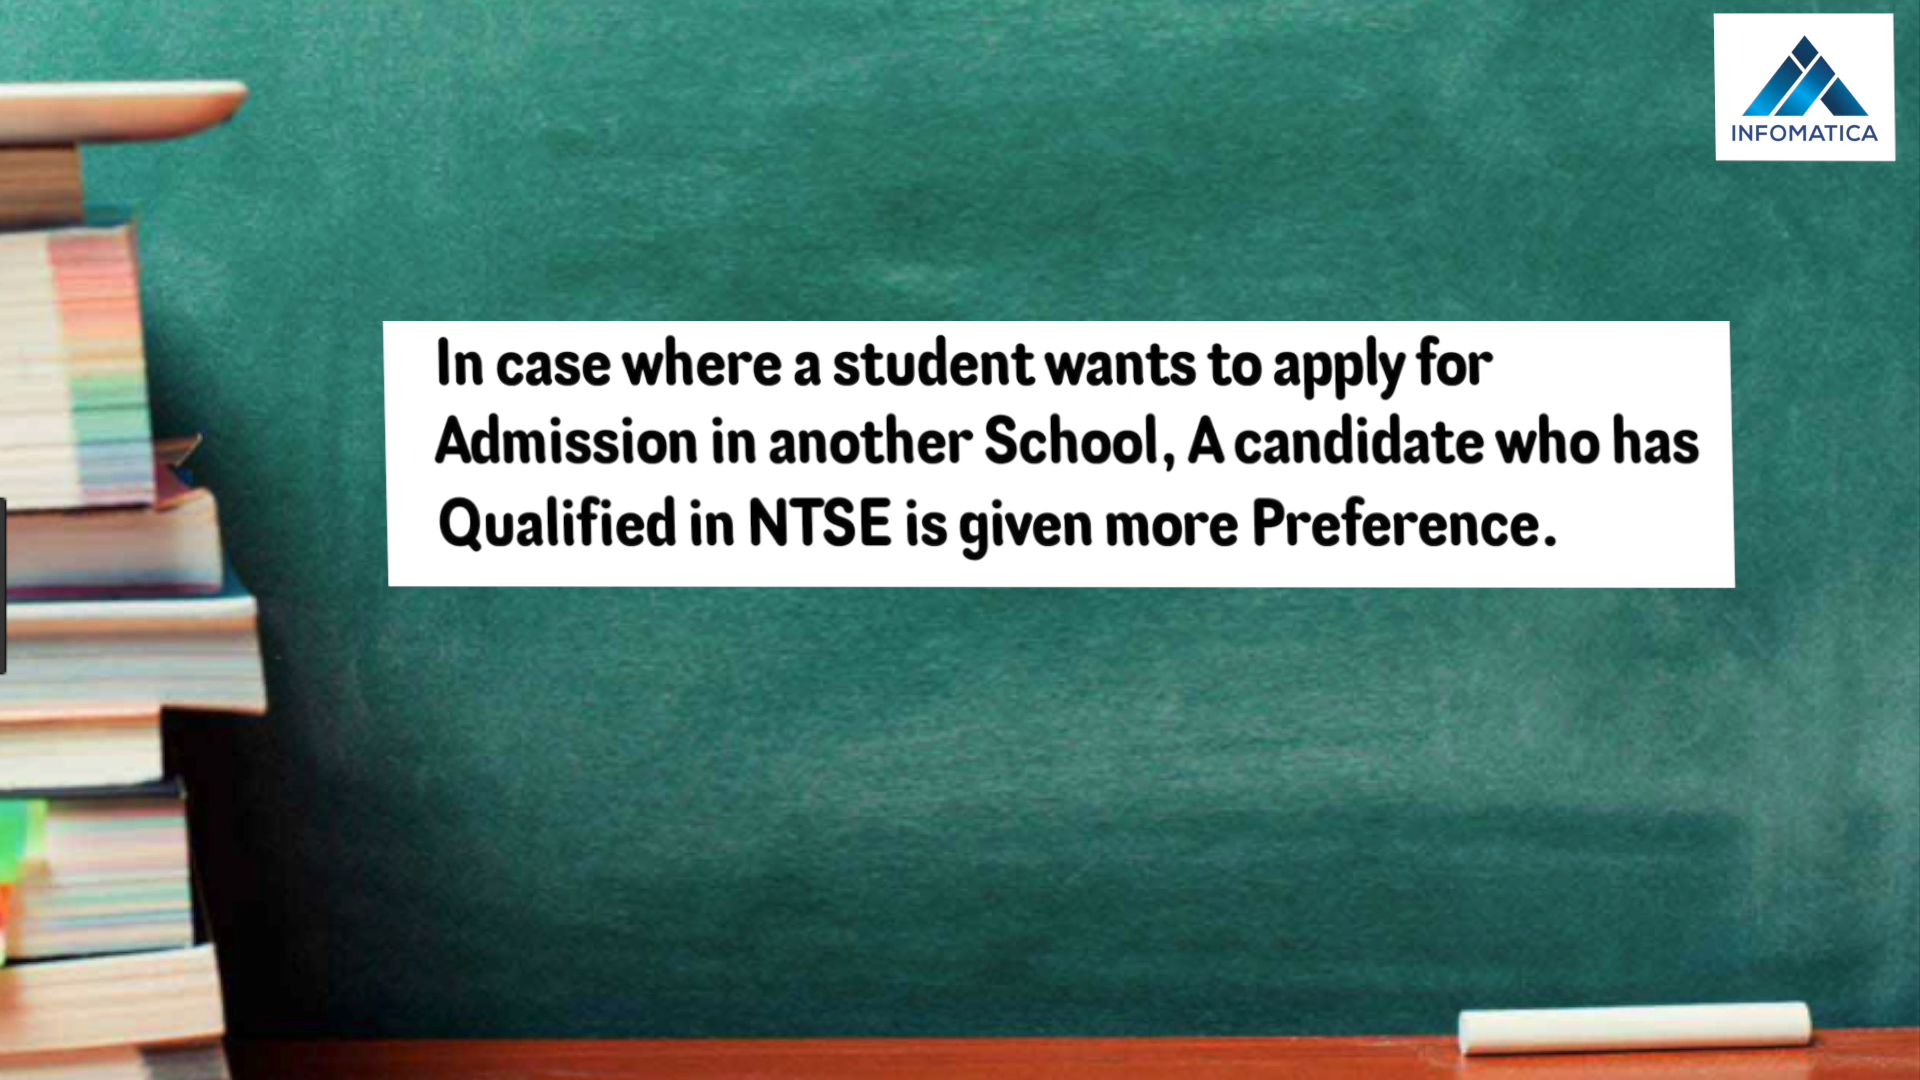 INFOMATICA
In case where a student wants to apply for
Admission in another School, A candidate who has
Qualified in NTSE is given more Preference.